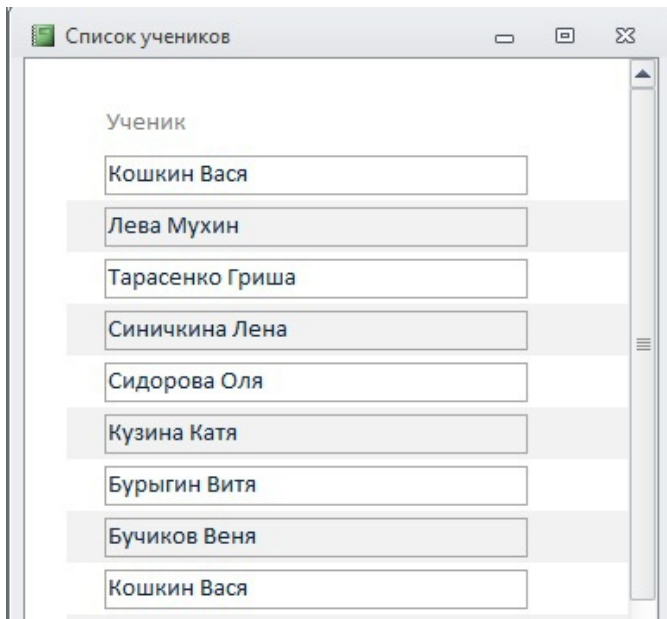 Список учеников
Ученик
Кошкин Вася
Лева Мухин
Тарасенко Гриша
Синичкина Лена
Сидорова Оля
Кузина Катя
Бурыгин Витя
Бучиков Веня
Кошкин Вася